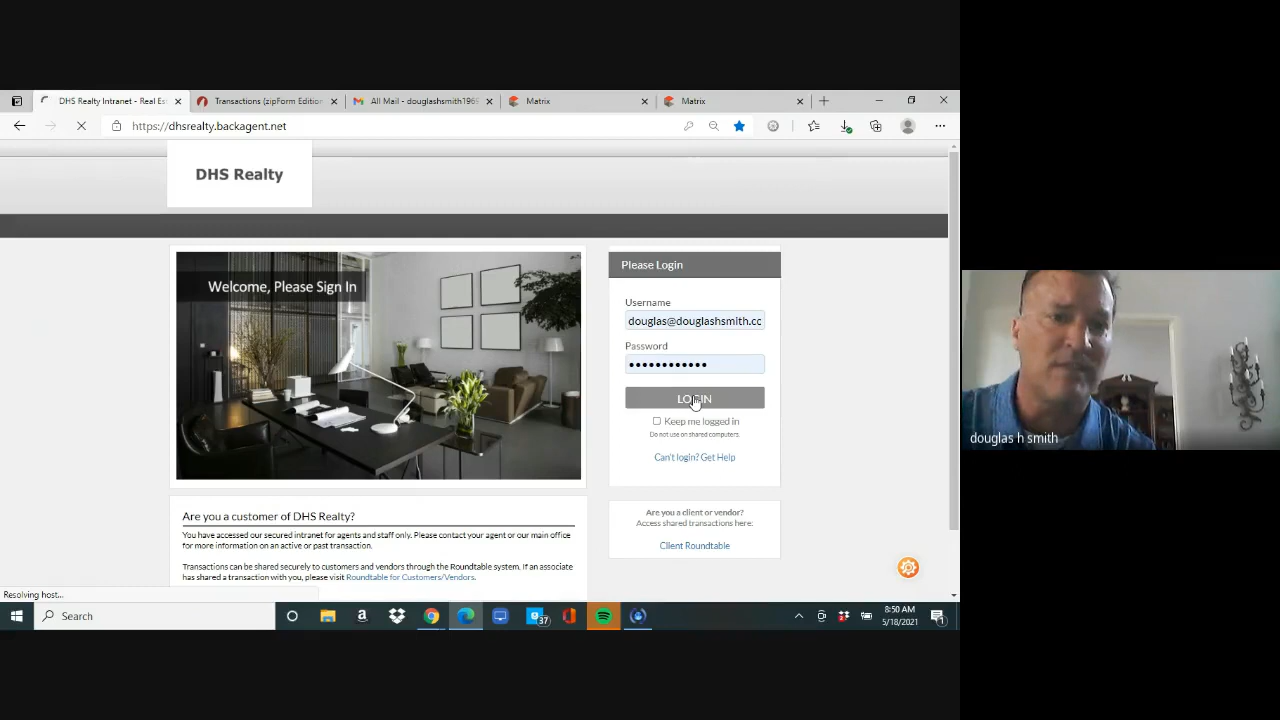 DHS Realty Intranet - Real Es
Transactions (zipForm Edition
All Mail - douglashsmith1969
Matrix
Matrix
https://dhsrealty.backagent.net
DHS Realty
Welcome, Please Sign In
Please Login
Username
douglas@douglashsmith.cc
Password
••••••••••••
LOGIN
Keep me logged in
Do not use on shared computers.
Can't login? Get Help
Are you a client or vendor?
Access shared transactions here:
Client Roundtable
Are you a customer of DHS Realty?
You have accessed our secured intranet for agents and staff only. Please contact your agent or our main office
for more information on an active or past transaction.
Transactions can be shared securely to customers and vendors through the Roundtable system. If an associate
has shared a transaction with you, please visit Roundtable for Customers/Vendors.
Resolving host...
Search
37
8:50 AM
5/18/2021
1
douglas h smith